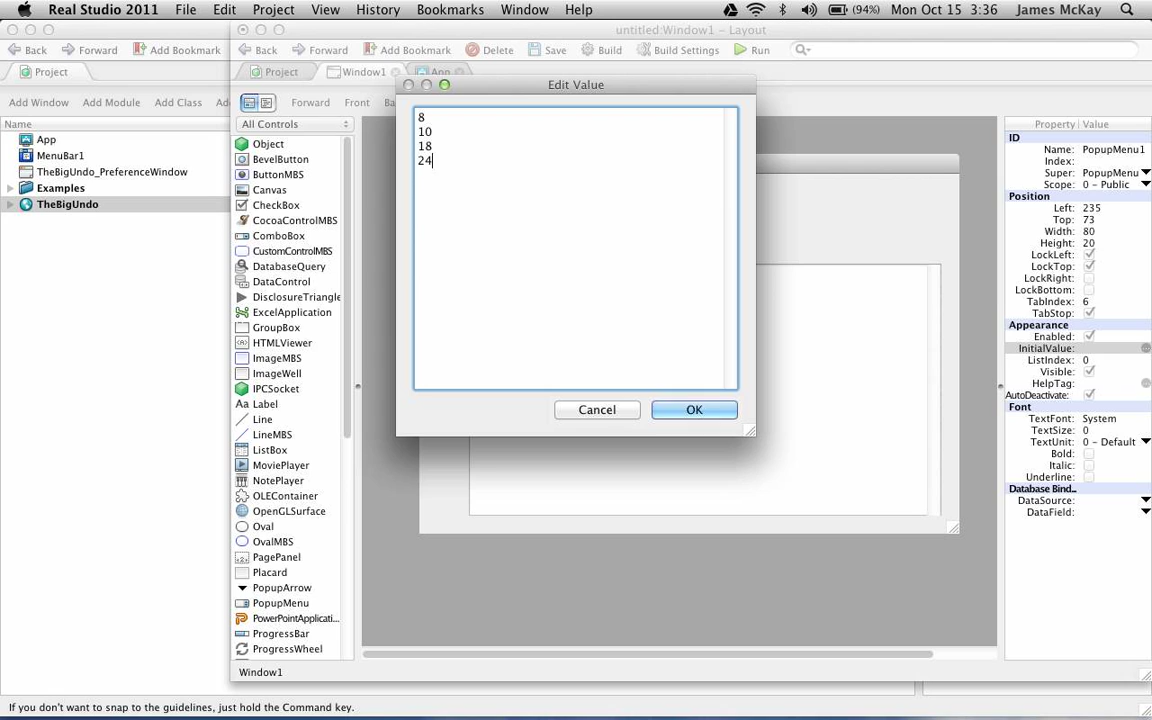 Real Studio 2011 File Edit Project View History Bookmarks Window Help (94%) Mon Oct 15 3:36 James McKay
untitled:Window1 – Layout
Back Forward Add Bookmark
Back Forward Add Bookmark Delete Save Build Build Settings Run
Project
Project Window1 App
Edit Value
Add Window Add Module Add Class
Forward Front
Name
App
MenuBar1
TheBigUndo_PreferenceWindow
Examples
TheBigUndo
All Controls
Object
BevelButton
ButtonMBS
Canvas
CheckBox
CocoaControlMBS
ComboBox
CustomControlMBS
DatabaseQuery
DataControl
DisclosureTriangle
ExcelApplication
GroupBox
HTMLViewer
ImageMBS
ImageWell
IPCSocket
Aa Label
Line
LineMBS
ListBox
MoviePlayer
NotePlayer
OLEContainer
OpenGLSurface
Oval
OvalMBS
PagePanel
Placard
PopupArrow
PopupMenu
PowerPointApplicati...
ProgressBar
ProgressWheel
8
10
18
24
Cancel OK
Property Value
ID
Name: PopupMenu1
Index:
Super: PopupMenu
Scope: 0 – Public
Position
Left: 235
Top: 73
Width: 80
Height: 20
LockLeft:
LockTop:
LockRight:
LockBottom:
TabIndex: 6
TabStop:
Appearance
Enabled:
InitialValue:
ListIndex: 0
Visible:
HelpTag:
AutoDeactivate:
Font
TextFont: System
TextSize: 0
TextUnit: 0 – Default
Bold:
Italic:
Underline:
Database Bind...
DataSource:
DataField:
Window1
If you don't want to snap to the guidelines, just hold the Command key.